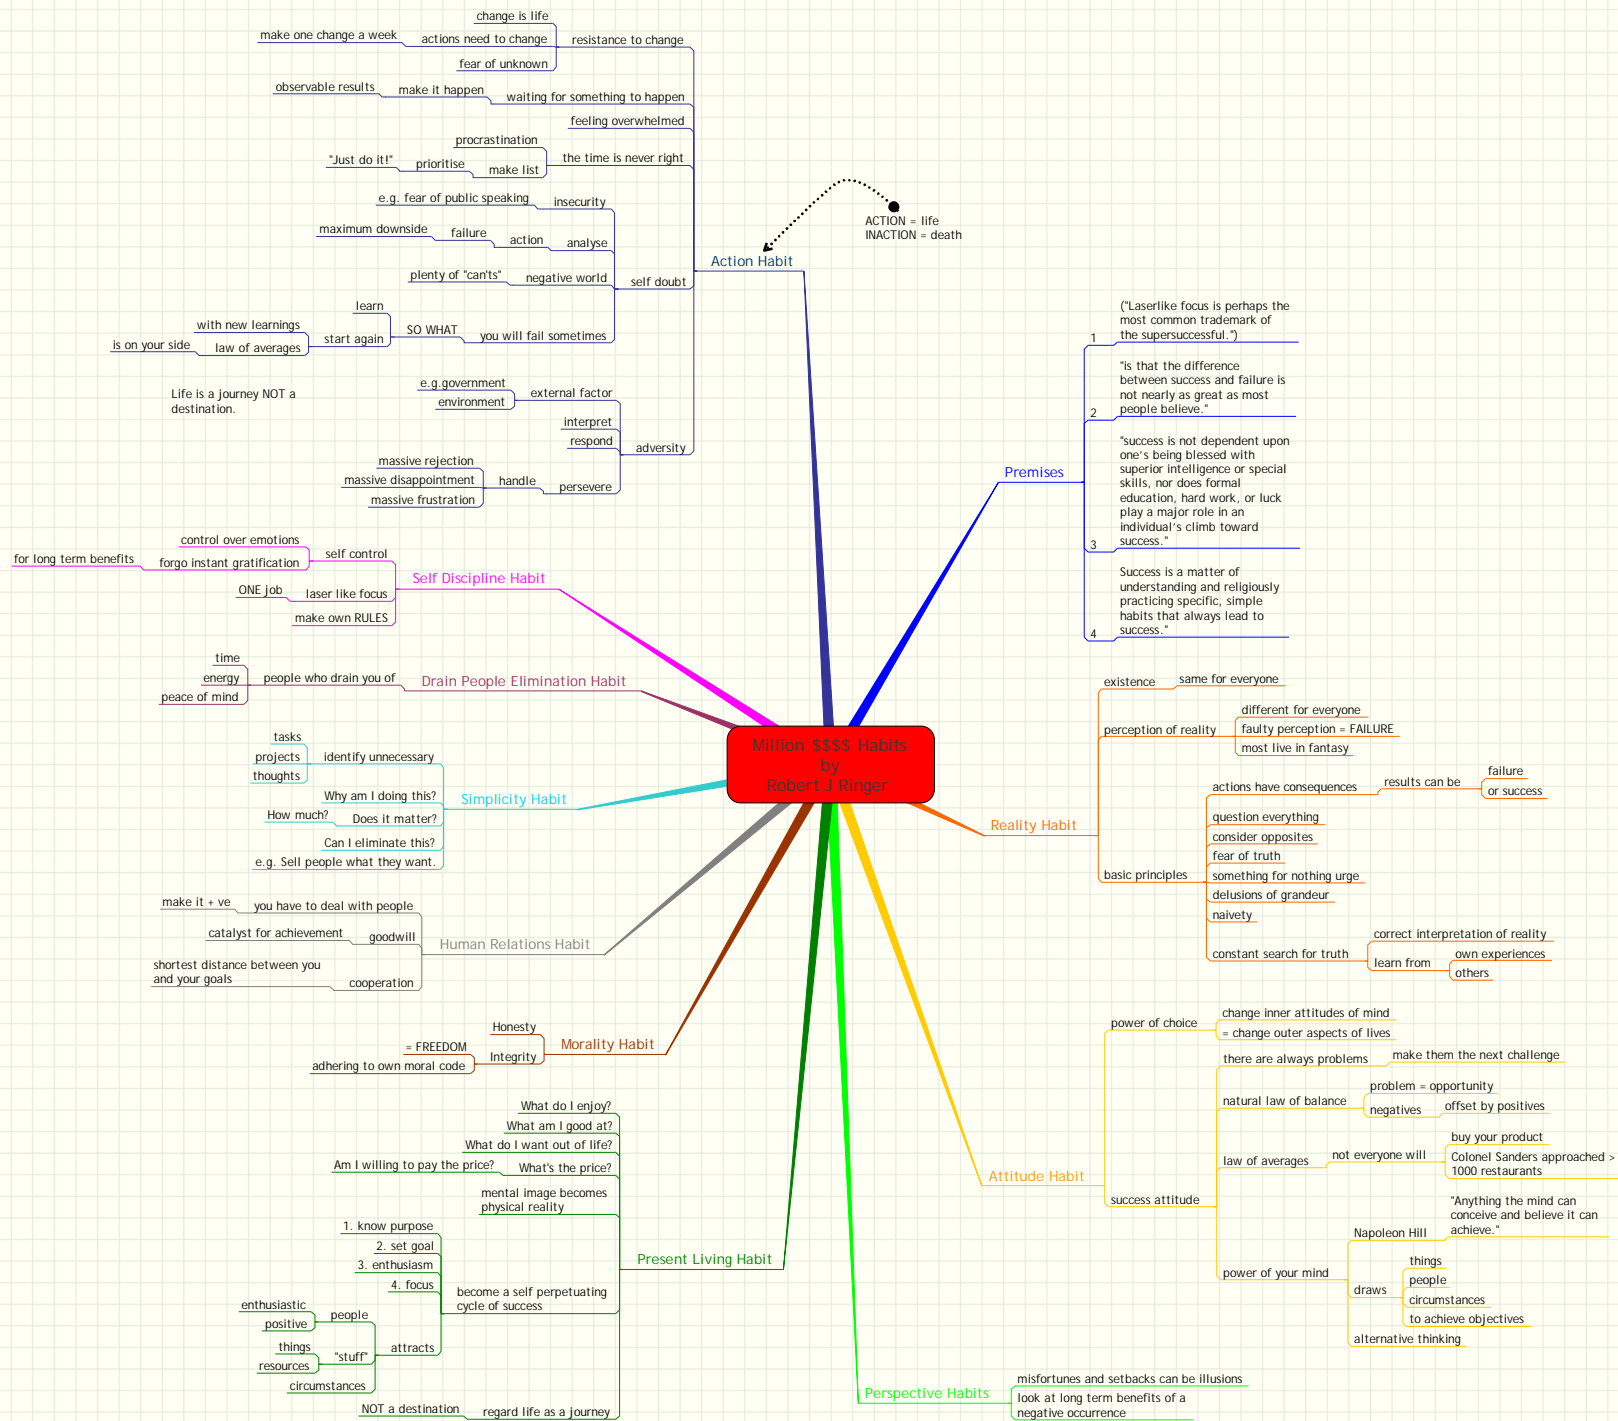 Million $$$$ Habits
by
Robert J Ringer
Premises
1
("Laserlike focus is perhaps the
most common trademark of
the supersuccessful.")
2
"is that the difference
between success and failure is
not nearly as great as most
people believe."
3
"success is not dependent upon
one's being blessed with
superior intelligence or special
skills, nor does formal
education, hard work, or luck
play a major role in an
individual's climb toward
success."
4
Success is a matter of
understanding and religiously
practicing specific, simple
habits that always lead to
success."
Reality Habit
existence
same for everyone
perception of reality
different for everyone
faulty perception = FAILURE
most live in fantasy
basic principles
actions have consequences
results can be
failure
or success
question everything
consider opposites
fear of truth
something for nothing urge
delusions of grandeur
naivety
constant search for truth
correct interpretation of reality
learn from
own experiences
others
Attitude Habit
power of choice
change inner attitudes of mind
= change outer aspects of lives
success attitude
there are always problems
make them the next challenge
natural law of balance
problem = opportunity
negatives
offset by positives
law of averages
not everyone will
buy your product
Colonel Sanders approached >
1000 restaurants
power of your mind
Napoleon Hill
"Anything the mind can
conceive and believe it can
achieve."
draws
things
people
circumstances
to achieve objectives
alternative thinking
Perspective Habits
misfortunes and setbacks can be illusions
look at long term benefits of a
negative occurrence
Present Living Habit
What do I enjoy?
What am I good at?
What do I want out of life?
What's the price?
Am I willing to pay the price?
mental image becomes
physical reality
become a self perpetuating
cycle of success
1. know purpose
2. set goal
3. enthusiasm
4. focus
attracts
people
enthusiastic
positive
"stuff"
things
resources
circumstances
regard life as a journey
NOT a destination
Morality Habit
Honesty
Integrity
= FREEDOM
adhering to own moral code
Human Relations Habit
you have to deal with people
make it + ve
goodwill
catalyst for achievement
cooperation
shortest distance between you
and your goals
Simplicity Habit
identify unnecessary
tasks
projects
thoughts
Why am I doing this?
Does it matter?
How much?
Can I eliminate this?
e.g. Sell people what they want.
Drain People Elimination Habit
people who drain you of
time
energy
peace of mind
Self Discipline Habit
self control
control over emotions
forgo instant gratification
for long term benefits
laser like focus
ONE job
make own RULES
Action Habit
ACTION = life
INACTION = death
resistance to change
change is life
actions need to change
make one change a week
fear of unknown
waiting for something to happen
make it happen
observable results
feeling overwhelmed
the time is never right
procrastination
make list
prioritise
"Just do it!"
self doubt
insecurity
e.g. fear of public speaking
analyse
action
failure
maximum downside
negative world
plenty of "can'ts"
you will fail sometimes
SO WHAT
learn
start again
with new learnings
law of averages
is on your side
adversity
external factor
e.g.government
environment
interpret
respond
persevere
handle
massive rejection
massive disappointment
massive frustration
Life is a journey NOT a
destination.